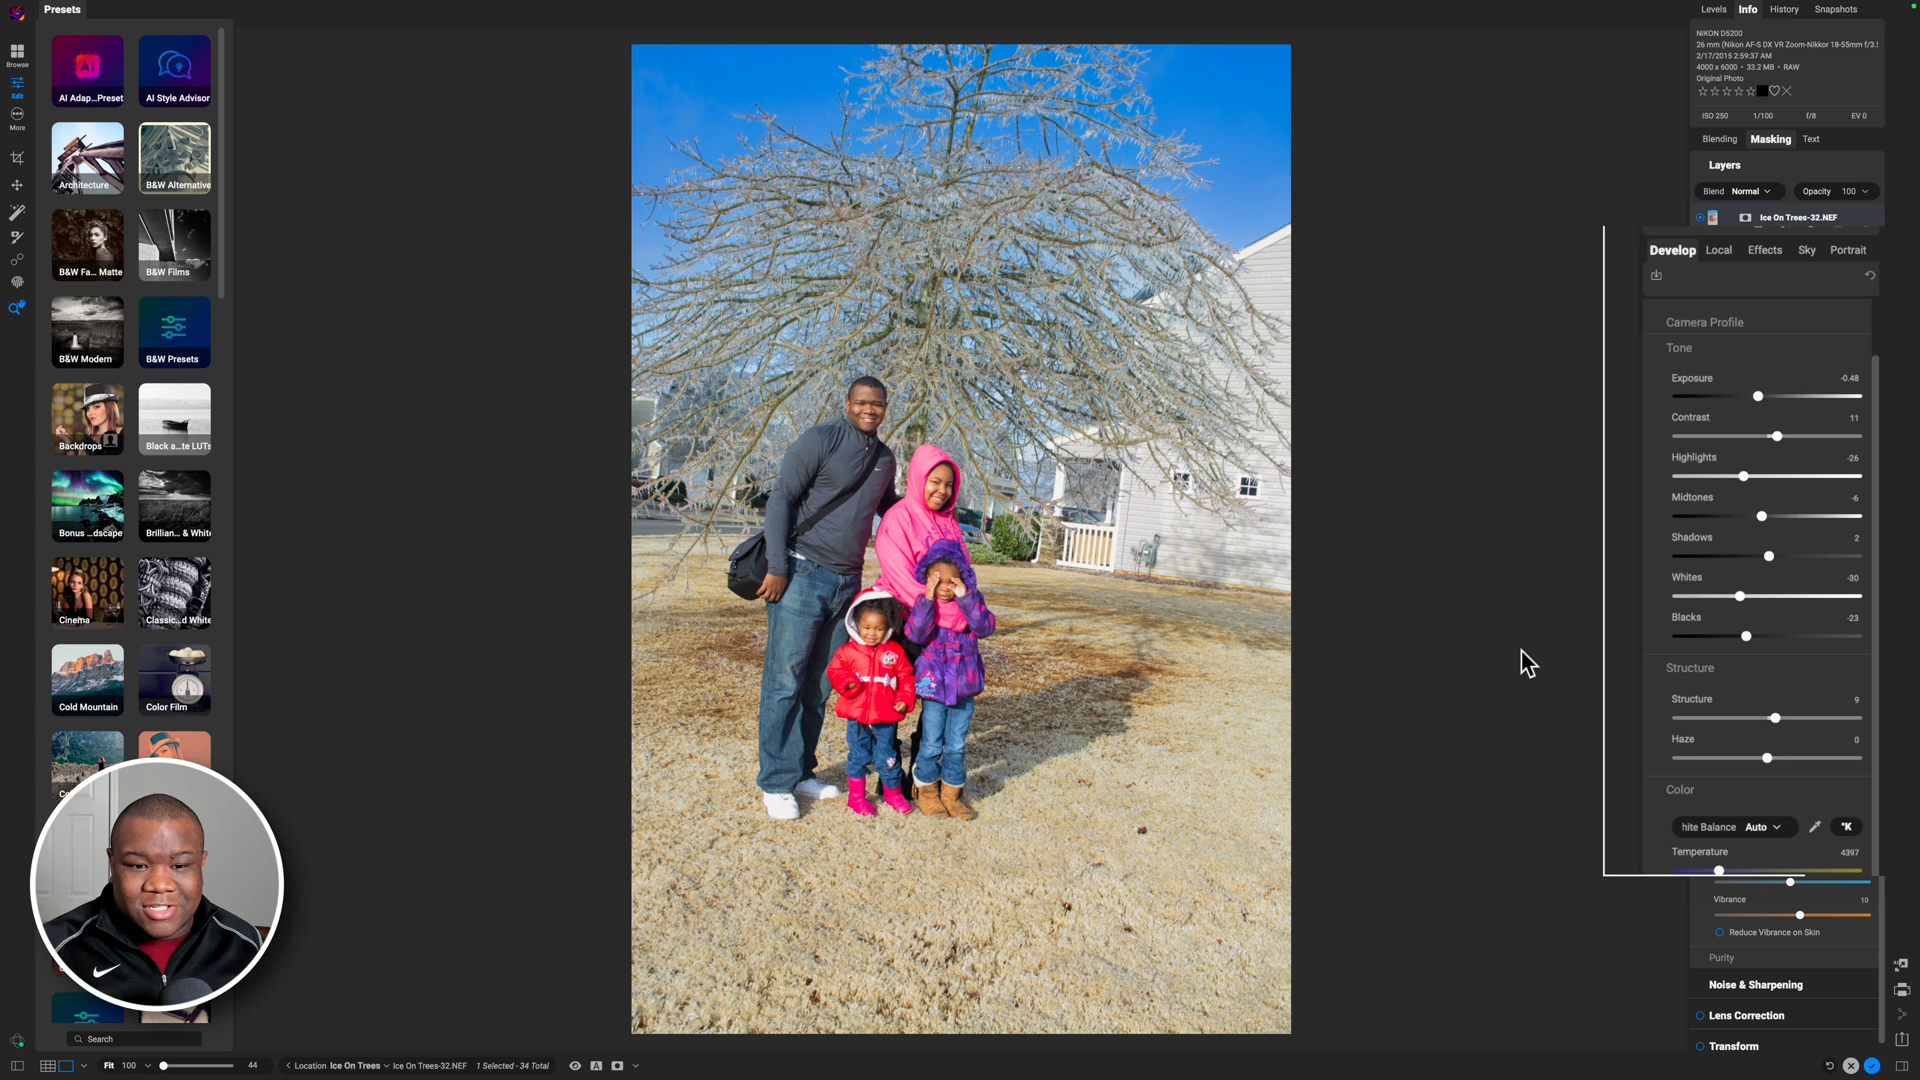 Presets
Browse
Edit
More
AI Adap...Preset
AI Style Advisor
Architecture
B&W Alternative
B&W Fa... Matte
B&W Films
B&W Modern
B&W Presets
Backdrops
Black a...te LUTs
Bonus ...dscape
Brillian... & White
Cinema
Classic...d White
Cold Mountain
Color Film
Search
Fit 100
44
Location Ice On Trees
Ice On Trees-32.NEF
1 Selected - 34 Total
A
Levels Info History Snapshots
NIKON D5200
26 mm (Nikon AF-S DX VR Zoom-Nikkor 18-55mm f/3.5
2/17/2015 2:59:37 AM
4000 x 6000 • 33.2 MB • RAW
Original Photo
ISO 250 1/100 f/8 EV 0
Blending Masking Text
Layers
Blend Normal Opacity 100
Ice On Trees-32.NEF
Develop Local Effects Sky Portrait
Camera Profile
Tone
Exposure -0.48
Contrast 11
Highlights -26
Midtones -6
Shadows 2
Whites -30
Blacks -23
Structure
Structure 9
Haze 0
Color
hite Balance Auto °K
Temperature 4397
Vibrance 10
Reduce Vibrance on Skin
Purity
Noise & Sharpening
Lens Correction
Transform